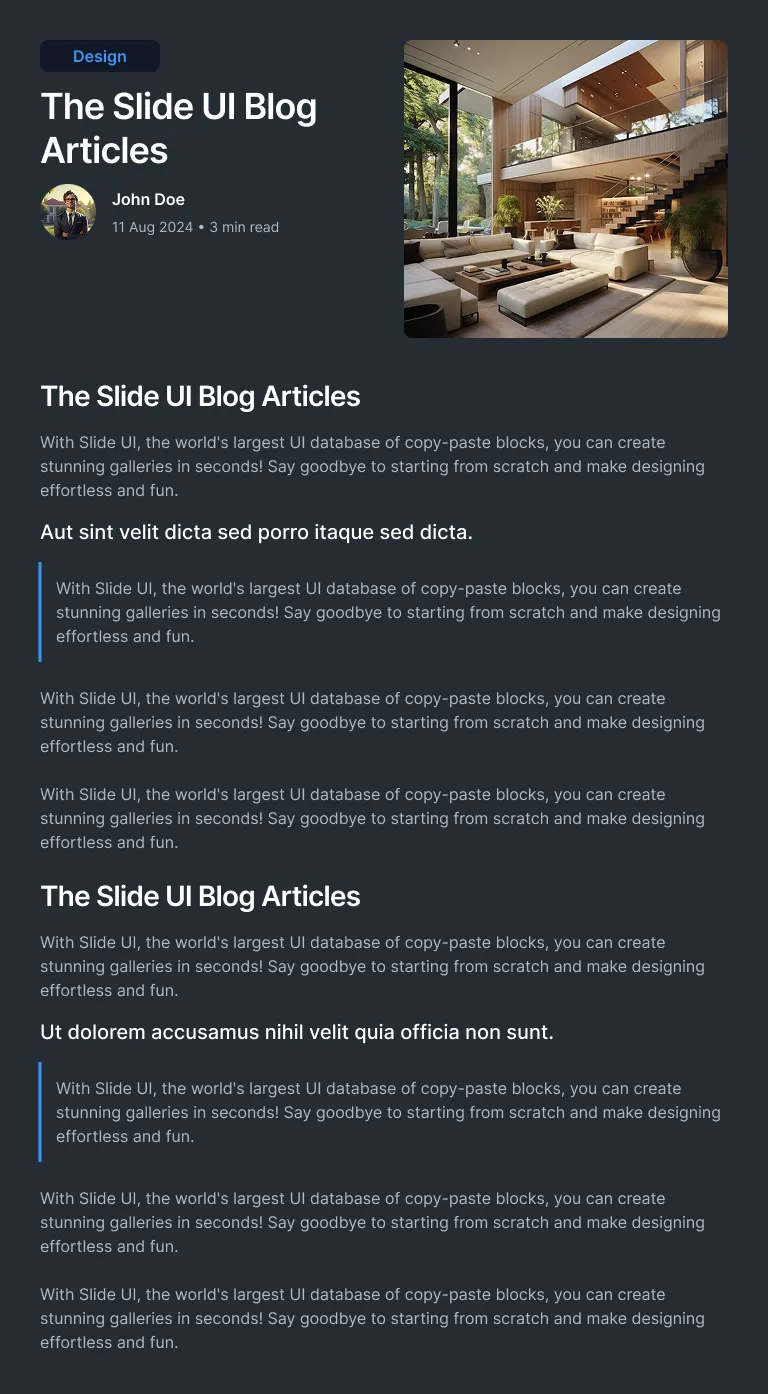 Design
The Slide UI Blog
Articles
John Doe
11 Aug 2024 • 3 min read
The Slide UI Blog Articles
With Slide UI, the world's largest UI database of copy-paste blocks, you can create
stunning galleries in seconds! Say goodbye to starting from scratch and make designing
effortless and fun.
Aut sint velit dicta sed porro itaque sed dicta.
With Slide UI, the world's largest UI database of copy-paste blocks, you can create
stunning galleries in seconds! Say goodbye to starting from scratch and make designing
effortless and fun.
With Slide UI, the world's largest UI database of copy-paste blocks, you can create
stunning galleries in seconds! Say goodbye to starting from scratch and make designing
effortless and fun.
With Slide UI, the world's largest UI database of copy-paste blocks, you can create
stunning galleries in seconds! Say goodbye to starting from scratch and make designing
effortless and fun.
The Slide UI Blog Articles
With Slide UI, the world's largest UI database of copy-paste blocks, you can create
stunning galleries in seconds! Say goodbye to starting from scratch and make designing
effortless and fun.
Ut dolorem accusamus nihil velit quia officia non sunt.
With Slide UI, the world's largest UI database of copy-paste blocks, you can create
stunning galleries in seconds! Say goodbye to starting from scratch and make designing
effortless and fun.
With Slide UI, the world's largest UI database of copy-paste blocks, you can create
stunning galleries in seconds! Say goodbye to starting from scratch and make designing
effortless and fun.
With Slide UI, the world's largest UI database of copy-paste blocks, you can create
stunning galleries in seconds! Say goodbye to starting from scratch and make designing
effortless and fun.